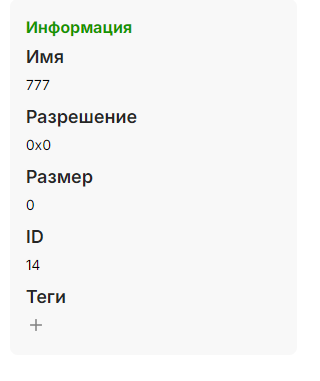 Информация
Имя
777
Разрешение
0x0
Размер
0
ID
14
Теги
+